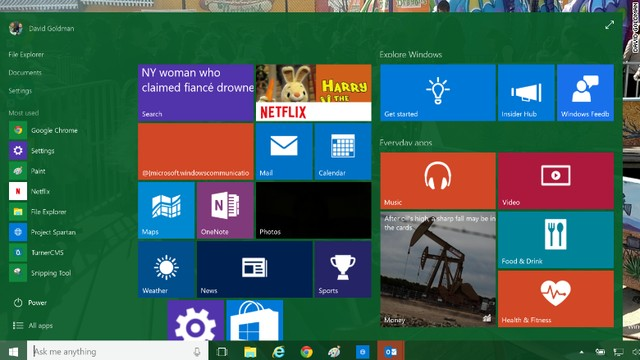 David Goldman
File Explorer
Documents
Settings
Most used
Google Chrome
Settings
Paint
Netflix
File Explorer
Project Spartan
TurnerCMS
Snipping Tool
Power
All apps
NY woman who
claimed fiancé drowne
Search
HARRY
THE
NETFLIX
@{microsoft.windowscommunicatio
Mail
Calendar
Maps
OneNote
Photos
Weather
News
Sports
Explore Windows
Get started
Insider Hub
Windows Feedb
Everyday apps
Music
Video
After oil's high, a sharp fall may be in
the cards.
Money
Food & Drink
Health & Fitness
Ask me anything